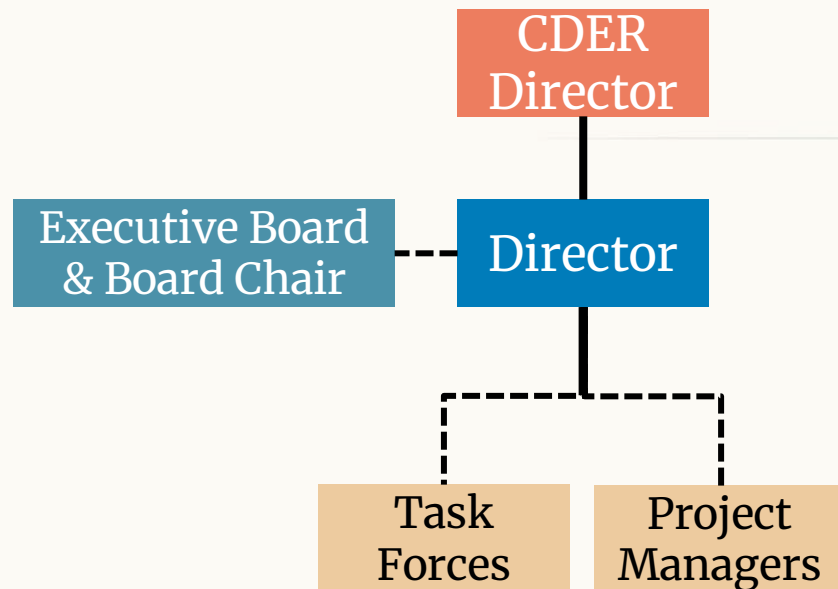 CDER
Director
Executive Board
& Board Chair
Director
Task
Forces
Project
Managers